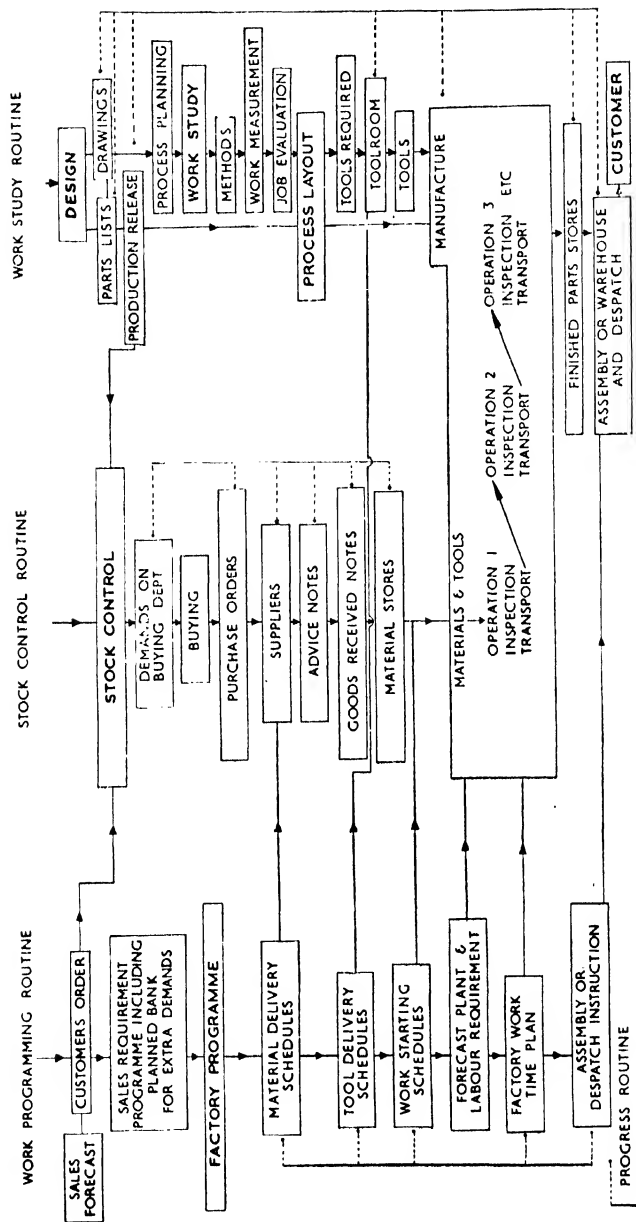 WORK PROGRAMMING ROUTINE
SALES
FORECAST
CUSTOMERS ORDER
SALES REQUIREMENT
PROGRAMME INCLUDING
PLANNED BANK
FOR EXTRA DEMANDS
FACTORY PROGRAMME
MATERIAL DELIVERY
SCHEDULES
TOOL DELIVERY
SCHEDULES
WORK STARTING
SCHEDULES
FORECAST PLANT &
LABOUR REQUIREMENT
FACTORY WORK
TIME PLAN
ASSEMBLY OR
DESPATCH INSTRUCTION
PROGRESS ROUTINE
STOCK CONTROL ROUTINE
STOCK CONTROL
DEMANDS ON
BUYING DEPT
BUYING
PURCHASE ORDERS
SUPPLIERS
ADVICE NOTES
GOODS RECEIVED NOTES
MATERIAL STORES
MATERIALS & TOOLS
OPERATION 1
INSPECTION
TRANSPORT
OPERATION 2
INSPECTION
TRANSPORT
OPERATION 3 ETC
INSPECTION
TRANSPORT
WORK STUDY ROUTINE
DESIGN
PARTS LISTS
DRAWINGS
PRODUCTION RELEASE
PROCESS PLANNING
WORK STUDY
METHODS
WORK MEASUREMENT
JOB EVALUATION
PROCESS LAYOUT
TOOLS REQUIRED
TOOLROOM
TOOLS
MANUFACTURE
FINISHED PARTS STORES
ASSEMBLY OR WAREHOUSE
AND DESPATCH
CUSTOMER